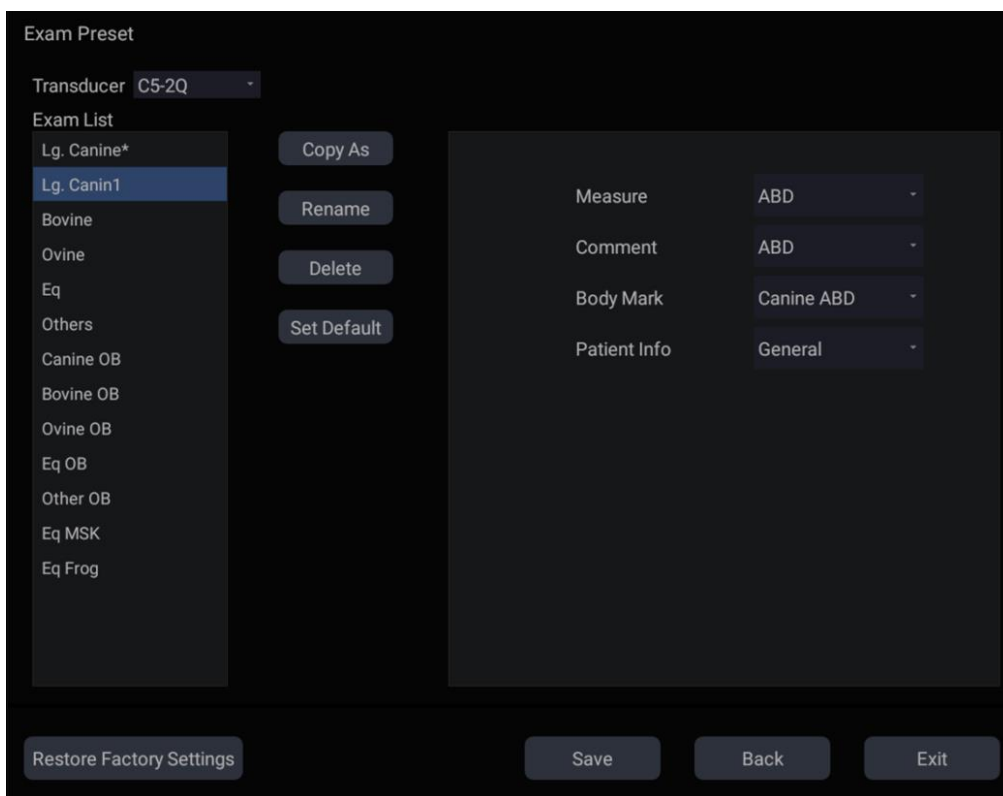 Exam Preset
Transducer C5-2Q
Exam List
Lg. Canine*
Lg. Canin1
Bovine
Ovine
Eq
Others
Canine OB
Bovine OB
Ovine OB
Eq OB
Other OB
Eq MSK
Eq Frog
Copy As
Rename
Delete
Set Default
Measure ABD
Comment ABD
Body Mark Canine ABD
Patient Info General
Restore Factory Settings Save Back Exit